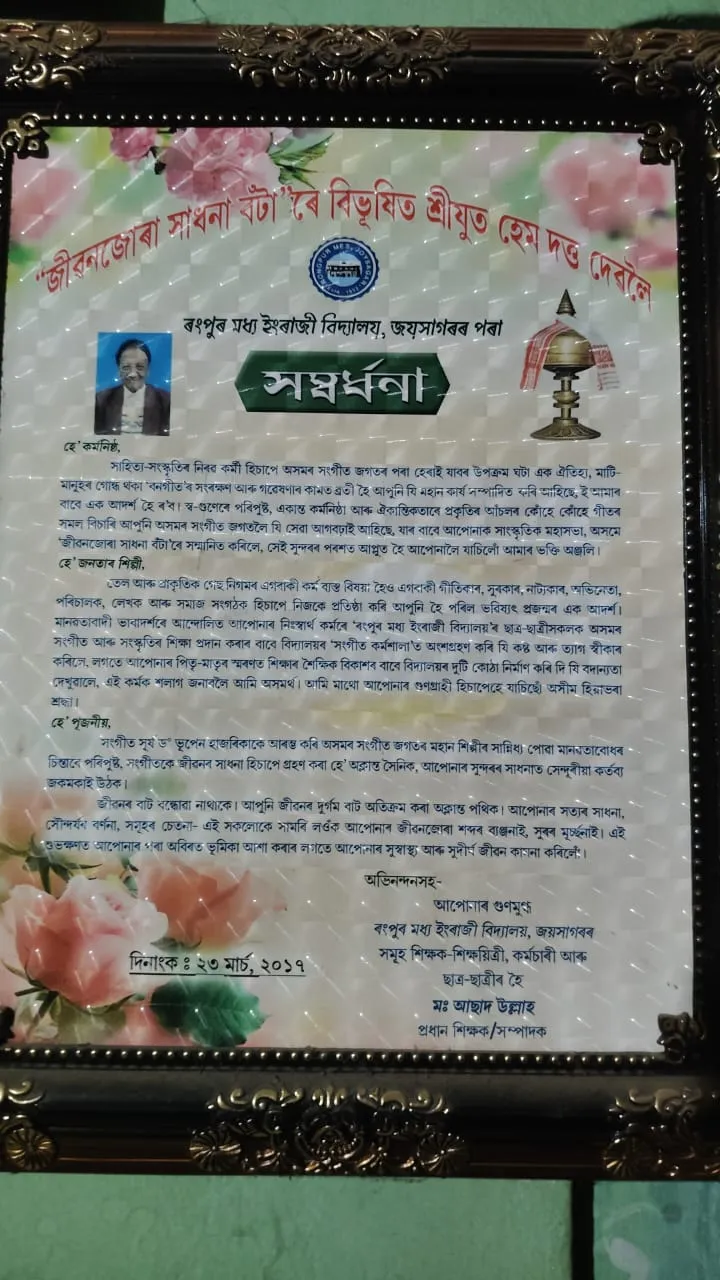 "জীৱনজোৰা সাধনা বঁটা"ৰে বিভূষিত শ্ৰীযুত হেম দত্ত দেৱলৈ
ৰংপুৰ মধ্য ইংৰাজী বিদ্যালয়, জয়সাগৰৰ পৰা
সম্বৰ্ধনা
হে' কৰ্মনিষ্ঠ,
সাহিত্য-সংস্কৃতিৰ নিৰৱ কৰ্মী হিচাপে অসমৰ সংগীত জগতৰ পৰা হেৰাই যাবৰ উপক্ৰম ঘটা এক ঐতিহ্য, মাটি-
মানুহৰ গোন্ধ থকা 'বনগীত'ৰ সংৰক্ষণ আৰু গৱেষণাৰ কামত ব্ৰতী হৈ আপুনি যি মহান কাৰ্য সম্পাদিত কৰি আহিছে, ই আমাৰ
বাবে এক আদৰ্শ হৈ ৰ'ব। স্ব-গুণেৰে পৰিপুষ্ট, একান্ত কৰ্মনিষ্ঠা আৰু ঐকান্তিকতাৰে প্ৰকৃতিৰ আঁচলৰ কোঁহে কোঁহে গীতৰ
সমল বিচাৰি আপুনি অসমৰ সংগীত জগতলৈ যি সেৱা আগবঢ়াই আহিছে, যাৰ বাবে আপোনাক সাংস্কৃতিক মহাসভা, অসমে
'জীৱনজোৰা সাধনা বঁটা'ৰে সন্মানিত কৰিলে, সেই সুন্দৰৰ পৰশত আপ্লুত হৈ আপোনালৈ যাচিলোঁ আমাৰ ভক্তি অঞ্জলি।
হে' জনতাৰ শিল্পী,
তেল আৰু প্ৰাকৃতিক গেছ নিগমৰ এগৰাকী কৰ্ম ব্যস্ত বিষয়া হৈও এগৰাকী গীতিকাৰ, সুৰকাৰ, নাট্যকাৰ, অভিনেতা,
পৰিচালক, লেখক আৰু সমাজ সংগঠক হিচাপে নিজকে প্ৰতিষ্ঠা কৰি আপুনি হৈ পৰিল ভৱিষ্যৎ প্ৰজন্মৰ এক আদৰ্শ।
মানৱতাবাদী ভাবাদৰ্শৰে আন্দোলিত আপোনাৰ নিঃস্বাৰ্থ কৰ্মৰে 'ৰংপুৰ মধ্য ইংৰাজী বিদ্যালয়'ৰ ছাত্ৰ-ছাত্ৰীসকলক অসমৰ
সংগীত আৰু সংস্কৃতিৰ শিক্ষা প্ৰদান কৰাৰ বাবে বিদ্যালয়ৰ 'সংগীত কৰ্মশালা'ত অংশগ্ৰহণ কৰি যি কষ্ট আৰু ত্যাগ স্বীকাৰ
কৰিলে, লগতে আপোনাৰ পিতৃ-মাতৃৰ স্মৰণত শিক্ষাৰ শৈক্ষিক বিকাশৰ বাবে বিদ্যালয়ৰ দুটি কোঠা নিৰ্মাণ কৰি দি যি বদান্যতা
দেখুৱালে, এই কৰ্মক শলাগ জনাবলৈ আমি অসমৰ্থ। আমি মাথো আপোনাৰ গুণগ্ৰাহী হিচাপেহে যাচিছোঁ অসীম হিয়াভৰা
শ্ৰদ্ধা।
হে' পূজনীয়,
সংগীত সূৰ্য ড° ভূপেন হাজৰিকাকে আৰম্ভ কৰি অসমৰ সংগীত জগতৰ মহান শিল্পীৰ সান্নিধ্য পোৱা মানৱতাবোধৰ
চিন্তাৰে পৰিপুষ্ট, সংগীতকে জীৱনৰ সাধনা হিচাপে গ্ৰহণ কৰা হে' অক্লান্ত সৈনিক, আপোনাৰ সুন্দৰৰ সাধনাত সেন্দূৰীয়া কৰ্তব্য
জকমকাই উঠক।
জীৱনৰ বাট বন্ধোৱা নাথাকে। আপুনি জীৱনৰ দুৰ্গম বাট অতিক্ৰম কৰা অক্লান্ত পথিক। আপোনাৰ সত্যৰ সাধনা,
সৌন্দৰ্যৰ বৰ্ণনা, সমূহৰ চেতনা- এই সকলোকে সামৰি লওঁক আপোনাৰ জীৱনজোৰা শব্দৰ ব্যঞ্জনাই, সুৰৰ মূৰ্চ্ছনাই। এই
শুভক্ষণত আপোনাৰ পৰা অবিৰত ভূমিকা আশা কৰাৰ লগতে আপোনাৰ সুস্বাস্থ্য আৰু সুদীৰ্ঘ জীৱন কামনা কৰিলোঁ।
অভিনন্দনসহ-
আপোনাৰ গুণমুগ্ধ
ৰংপুৰ মধ্য ইংৰাজী বিদ্যালয়, জয়সাগৰৰ
সমূহ শিক্ষক-শিক্ষয়িত্ৰী, কৰ্মচাৰী আৰু
ছাত্ৰ-ছাত্ৰীৰ হৈ
মঃ আছাদ উল্লাহ
প্ৰধান শিক্ষক/সম্পাদক
দিনাংক : ২৩ মাৰ্চ, ২০১৭